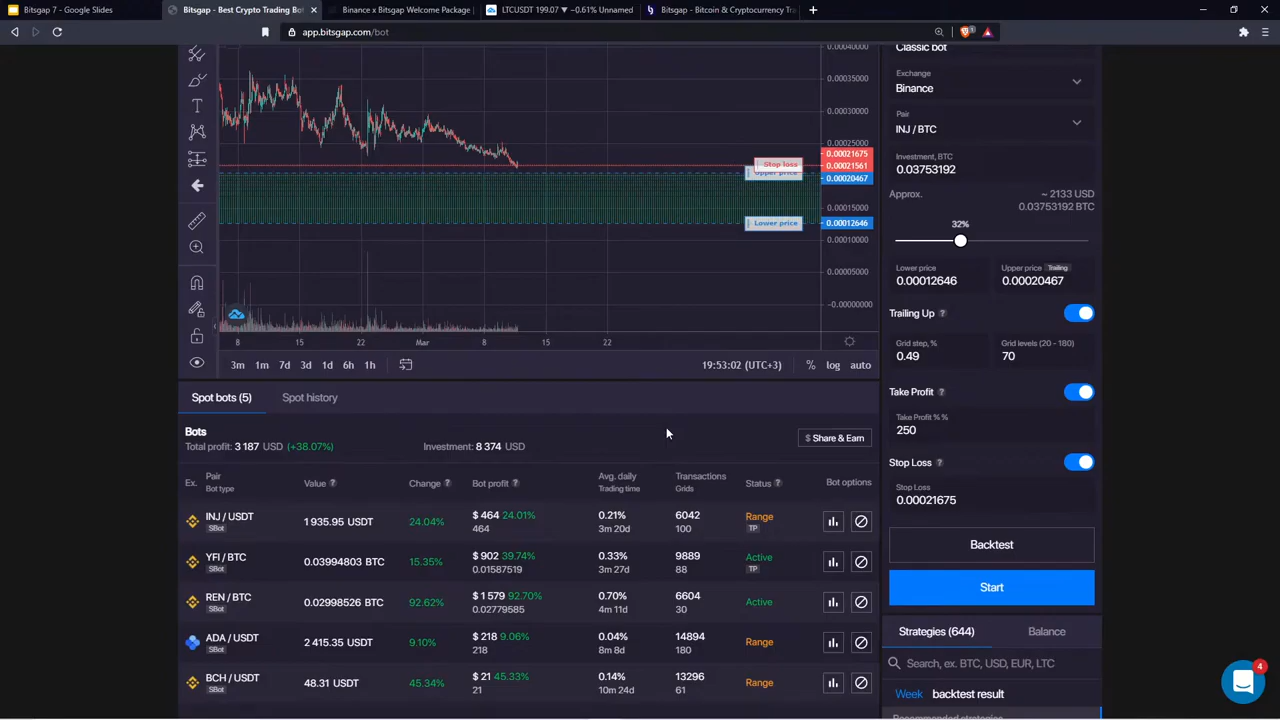 Bitsgap 7 - Google Slides
Bitsgap - Best Crypto Trading Bo
Binance x Bitsgap Welcome Package
LTCUSDT 199.07 ▼ −0.61% Unnamed
Bitsgap - Bitcoin & Cryptocurrency Tra
app.bitsgap.com/bot
1
0.00040000
0.00035000
0.00030000
0.00025000
0.00021675
0.00021561
0.00020467
0.00015000
0.00012646
0.00010000
0.00005000
-0.00000000
Stop loss
Upper price
Lower price
8 15 22 Mar 8 15 22
3m 1m 7d 3d 1d 6h 1h
19:53:02 (UTC+3) % log auto
Classic bot
Exchange
Binance
Pair
INJ / BTC
Investment, BTC
0.03753192
Approx. ~ 2133 USD
0.03753192 BTC
32%
Lower price
0.00012646
Upper price Trailing
0.00020467
Trailing Up ?
Grid step, %
0.49
Grid levels (20 - 180)
70
Take Profit ?
Take Profit % %
250
Stop Loss ?
Stop Loss
0.00021675
Backtest
Start
Strategies (644) Balance
Search, ex. BTC, USD, EUR, LTC
Week backtest result
Recommended strategies
Spot bots (5) Spot history
Bots
Total profit: 3 187 USD (+38.07%) Investment: 8 374 USD
$ Share & Earn
Ex. Pair
Bot type
Value ?
Change ?
Bot profit ?
Avg. daily
Trading time
Transactions
Grids
Status ?
Bot options
INJ / USDT
SBot
1 935.95 USDT
24.04%
$ 464 24.01%
464
0.21%
3m 20d
6042
100
Range
TP
YFI / BTC
SBot
0.03994803 BTC
15.35%
$ 902 39.74%
0.01587519
0.33%
3m 27d
9889
88
Active
TP
REN / BTC
SBot
0.02998526 BTC
92.62%
$ 1 579 92.70%
0.02779585
0.70%
4m 11d
6604
30
Active
ADA / USDT
SBot
2 415.35 USDT
9.10%
$ 218 9.06%
218
0.04%
8m 8d
14894
180
Range
BCH / USDT
SBot
48.31 USDT
45.34%
$ 21 45.33%
21
0.14%
10m 24d
13296
61
Range
4